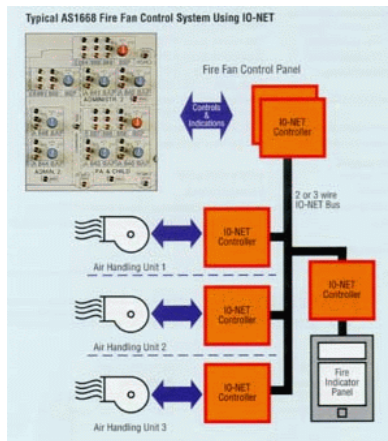 Typical AS1668 Fire Fan Control System Using IO-NET
Fire Fan Control Panel
Controls
&
Indications
IO-NET
Controller
ADMINISTR. 3
ADMIN. 2
PA & CHILD
2 or 3 wire
IO-NET Bus
IO-NET
Controller
Air Handling Unit 1
IO-NET
Controller
IO-NET
Controller
Air Handling Unit 2
Fire
Indicator
Panel
IO-NET
Controller
Air Handling Unit 3